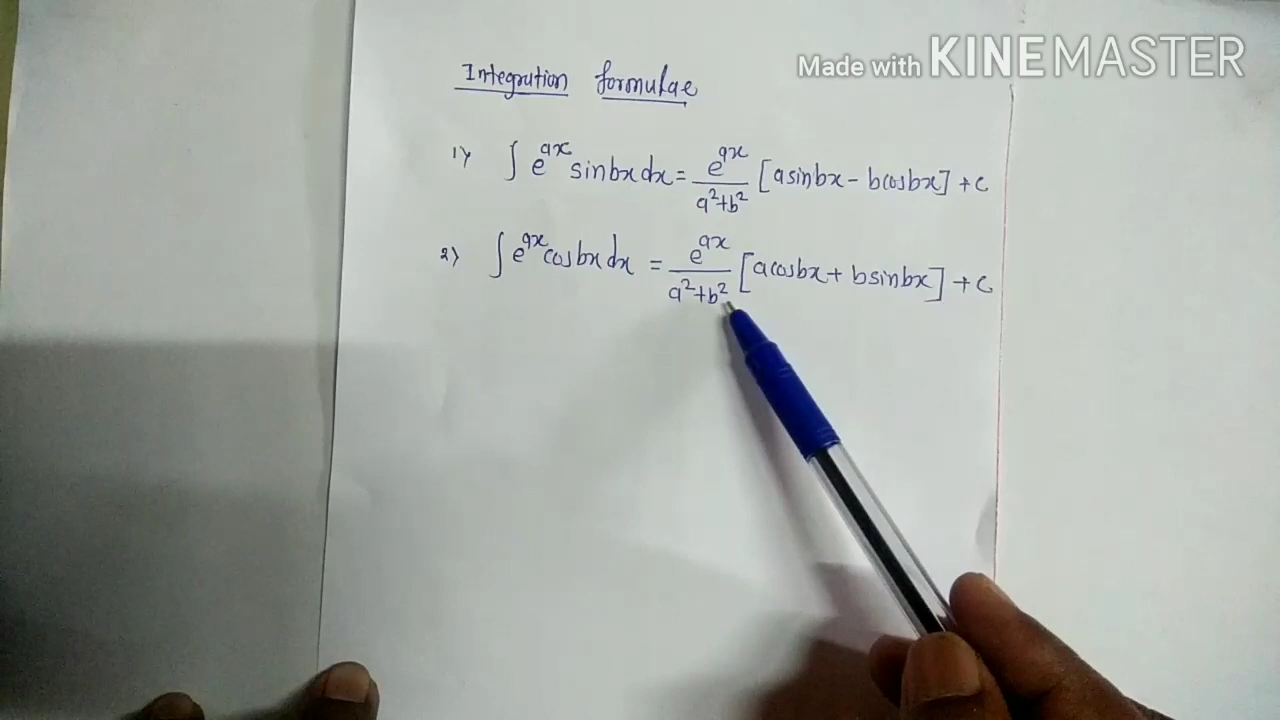 Made with KINEMASTER
Integration formulae
1) ∫ e^{ax} sinbx dx = e^{ax}/(a²+b²) [asinbx - bcosbx] + c
2) ∫ e^{ax} cosbx dx = e^{ax}/(a²+b²) [acosbx + bsinbx] + c